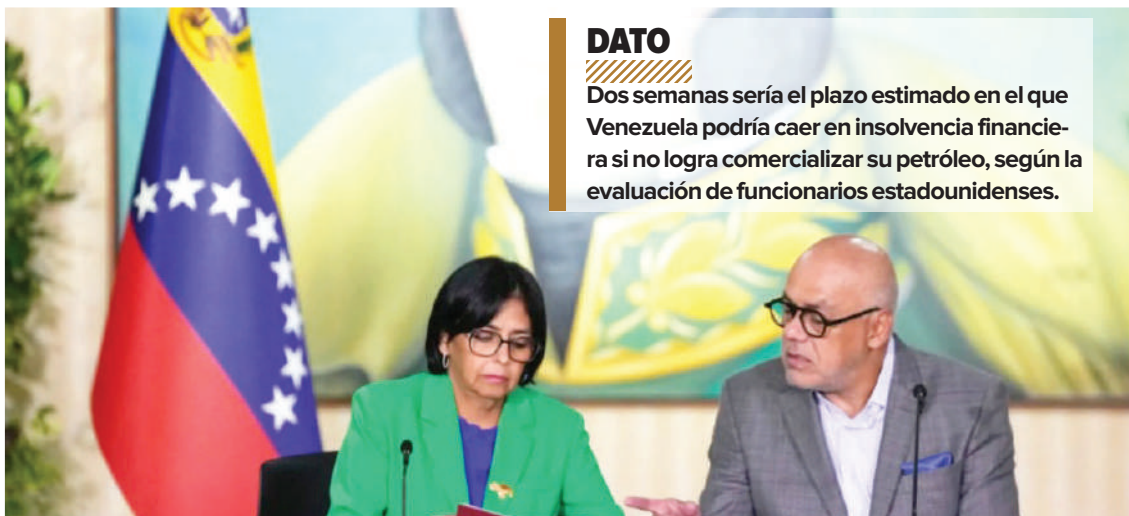 DATO
Dos semanas sería el plazo estimado en el que
Venezuela podría caer en insolvencia financie-
ra si no logra comercializar su petróleo, según la
evaluación de funcionarios estadounidenses.